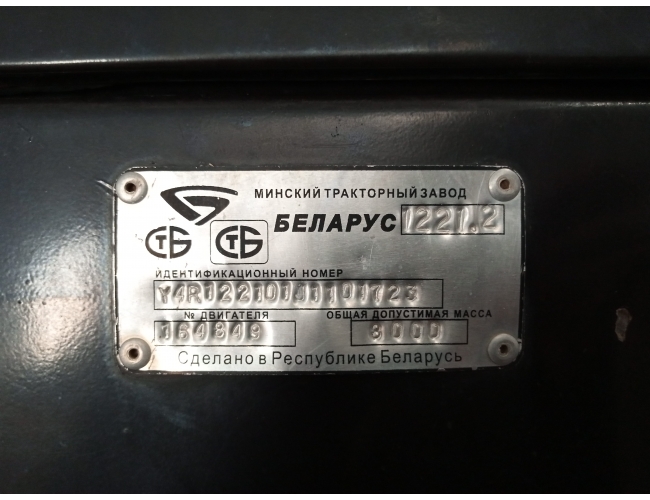 МИНСКИЙ ТРАКТОРНЫЙ ЗАВОД
БЕЛАРУС 1221.2
ИДЕНТИФИКАЦИОННЫЙ НОМЕР
№ ДВИГАТЕЛЯ ОБЩАЯ ДОПУСТИМАЯ МАССА
8000
Сделано в Республике Беларусь